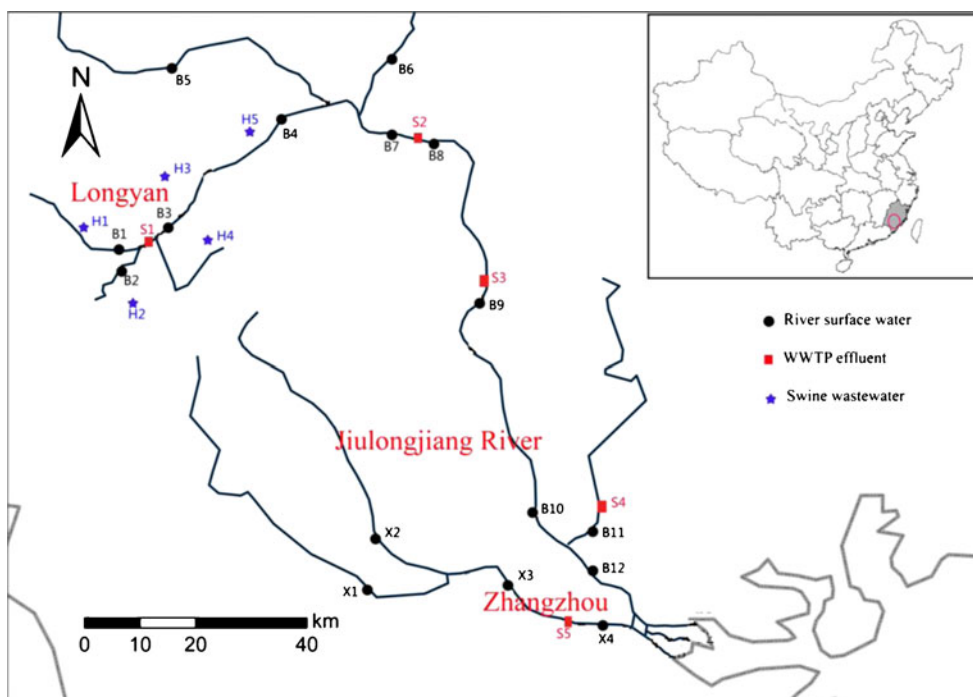 N
B5
B6
H5
B4
S2
B7
B8
H3
Longyan
H1
B3
S1
B1
H4
B2
H2
S3
B9
River surface water
WWTP effluent
Swine wastewater
Jiulongjiang River
B10
S4
B11
X2
B12
X1
X3
Zhangzhou
S5
X4
km
0 10 20 40